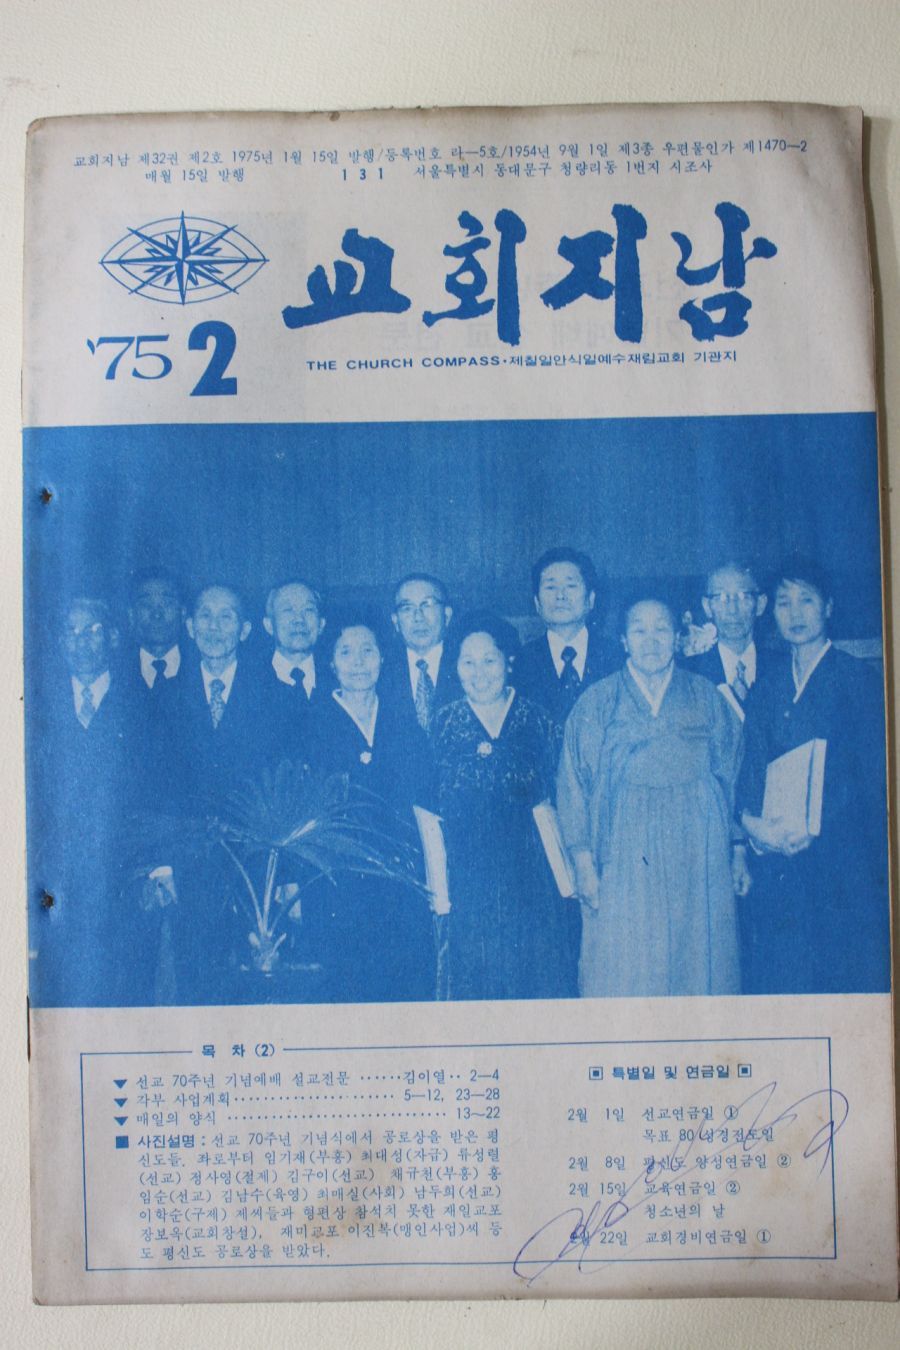 교회지남 제32권 제2호 1975년 1월 15일 발행/등록번호 라—5호/1954년 9월 1일 제3종 우편물인가 제1470—2
매월 15일 발행 131 서울특별시 동대문구 청량리동 1번지 시조사
교회지남
'75 2
THE CHURCH COMPASS·제칠일안식일예수재림교회 기관지
목 차 (2)
▼ 선교 70주년 기념예배 설교전문 ······김이열·· 2—4
▼ 각부 사업계획······················ 5—12, 23—28
▼ 매일의 양식 ······························ 13~22
■ 사진설명 : 선교 70주년 기념식에서 공로상을 받은 평
신도들. 좌로부터 임기재(부흥) 최대성(자금) 류성렬
(선교) 정사영(절제) 김구이(선교) 채규천(부흥) 홍
임순(선교) 김남수(육영) 최매실(사회) 남두희(선교)
이학순(구제) 제씨들과 형편상 참석치 못한 재일교포
장보옥(교회창설), 재미교포 이진복(맹인사업)씨 등
도 평신도 공로상을 받았다.
▣ 특별일 및 연금일 ▣
2월 1일 선교연금일 ①
목표 80 성경전도일
2월 8일 평신도 양성연금일 ②
2월 15일 교육연금일 ②
청소년의 날
2월 22일 교회경비연금일 ①